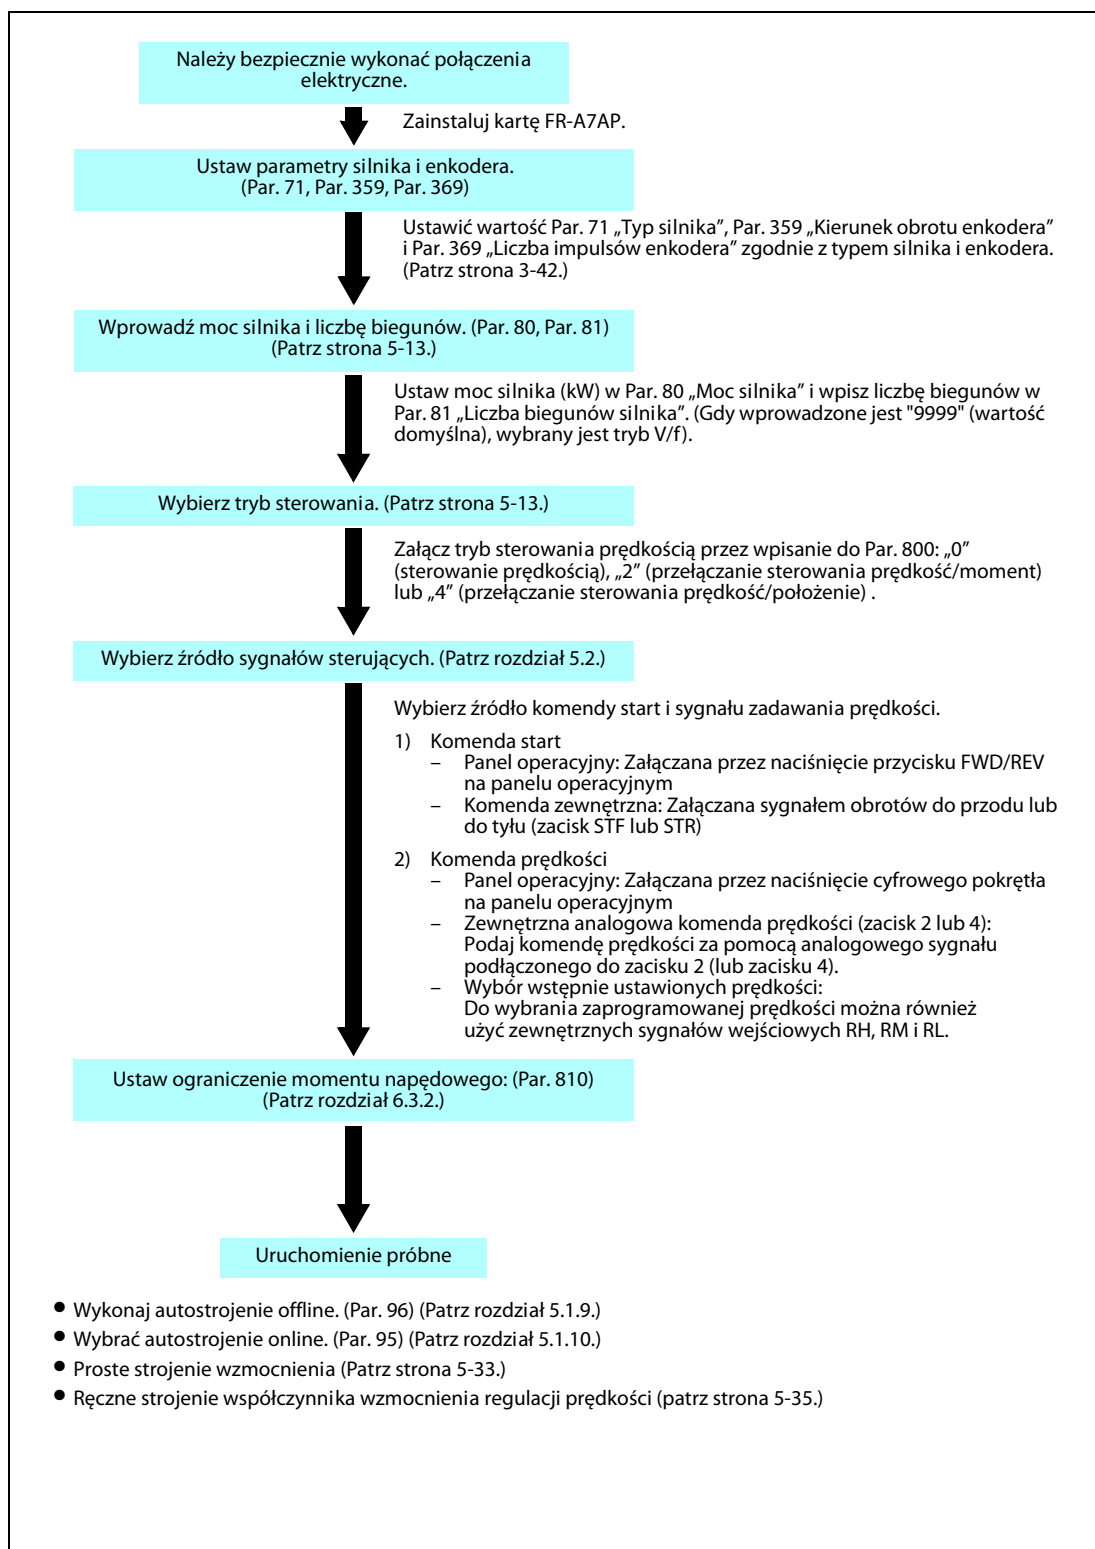 Należy bezpiecznie wykonać połączenia
elektryczne.
Zainstaluj kartę FR-A7AP.
Ustaw parametry silnika i enkodera.
(Par. 71, Par. 359, Par. 369)
Ustawić wartość Par. 71 „Typ silnika”, Par. 359 „Kierunek obrotu enkodera”
i Par. 369 „Liczba impulsów enkodera” zgodnie z typem silnika i enkodera.
(Patrz strona 3-42.)
Wprowadź moc silnika i liczbę biegunów. (Par. 80, Par. 81)
(Patrz strona 5-13.)
Ustaw moc silnika (kW) w Par. 80 „Moc silnika” i wpisz liczbę biegunów w
Par. 81 „Liczba biegunów silnika”. (Gdy wprowadzone jest "9999" (wartość
domyślna), wybrany jest tryb V/f).
Wybierz tryb sterowania. (Patrz strona 5-13.)
Załącz tryb sterowania prędkością przez wpisanie do Par. 800: „0”
(sterowanie prędkością), „2” (przełączanie sterowania prędkość/moment)
lub „4” (przełączanie sterowania prędkość/położenie) .
Wybierz źródło sygnałów sterujących. (Patrz rozdział 5.2.)
Wybierz źródło komendy start i sygnału zadawania prędkości.
1) Komenda start
– Panel operacyjny: Załączana przez naciśnięcie przycisku FWD/REV
na panelu operacyjnym
– Komenda zewnętrzna: Załączana sygnałem obrotów do przodu lub
do tyłu (zacisk STF lub STR)
2) Komenda prędkości
– Panel operacyjny: Załączana przez naciśnięcie cyfrowego pokrętła
na panelu operacyjnym
– Zewnętrzna analogowa komenda prędkości (zacisk 2 lub 4):
Podaj komendę prędkości za pomocą analogowego sygnału
podłączonego do zacisku 2 (lub zacisku 4).
– Wybór wstępnie ustawionych prędkości:
Do wybrania zaprogramowanej prędkości można również
użyć zewnętrznych sygnałów wejściowych RH, RM i RL.
Ustaw ograniczenie momentu napędowego: (Par. 810)
(Patrz rozdział 6.3.2.)
Uruchomienie próbne
● Wykonaj autostrojenie offline. (Par. 96) (Patrz rozdział 5.1.9.)
● Wybrać autostrojenie online. (Par. 95) (Patrz rozdział 5.1.10.)
● Proste strojenie wzmocnienia (Patrz strona 5-33.)
● Ręczne strojenie współczynnika wzmocnienia regulacji prędkości (patrz strona 5-35.)